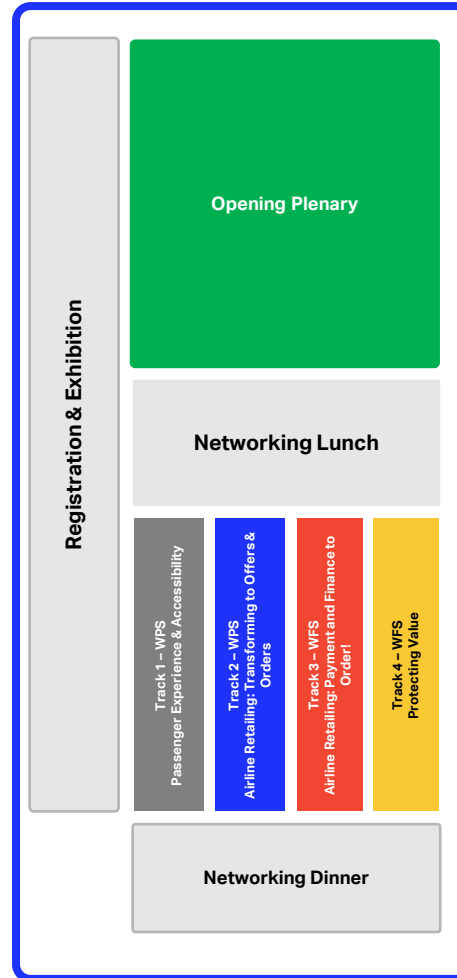 Registration & Exhibition
Opening Plenary
Networking Lunch
Track 1 – WPS
Passenger Experience & Accessibility
Track 2 – WPS
Airline Retailing: Transforming to Offers &
Orders
Track 3 – WFS
Airline Retailing: Payment and Finance to
Order!
Track 4 – WFS
Protecting Value
Networking Dinner